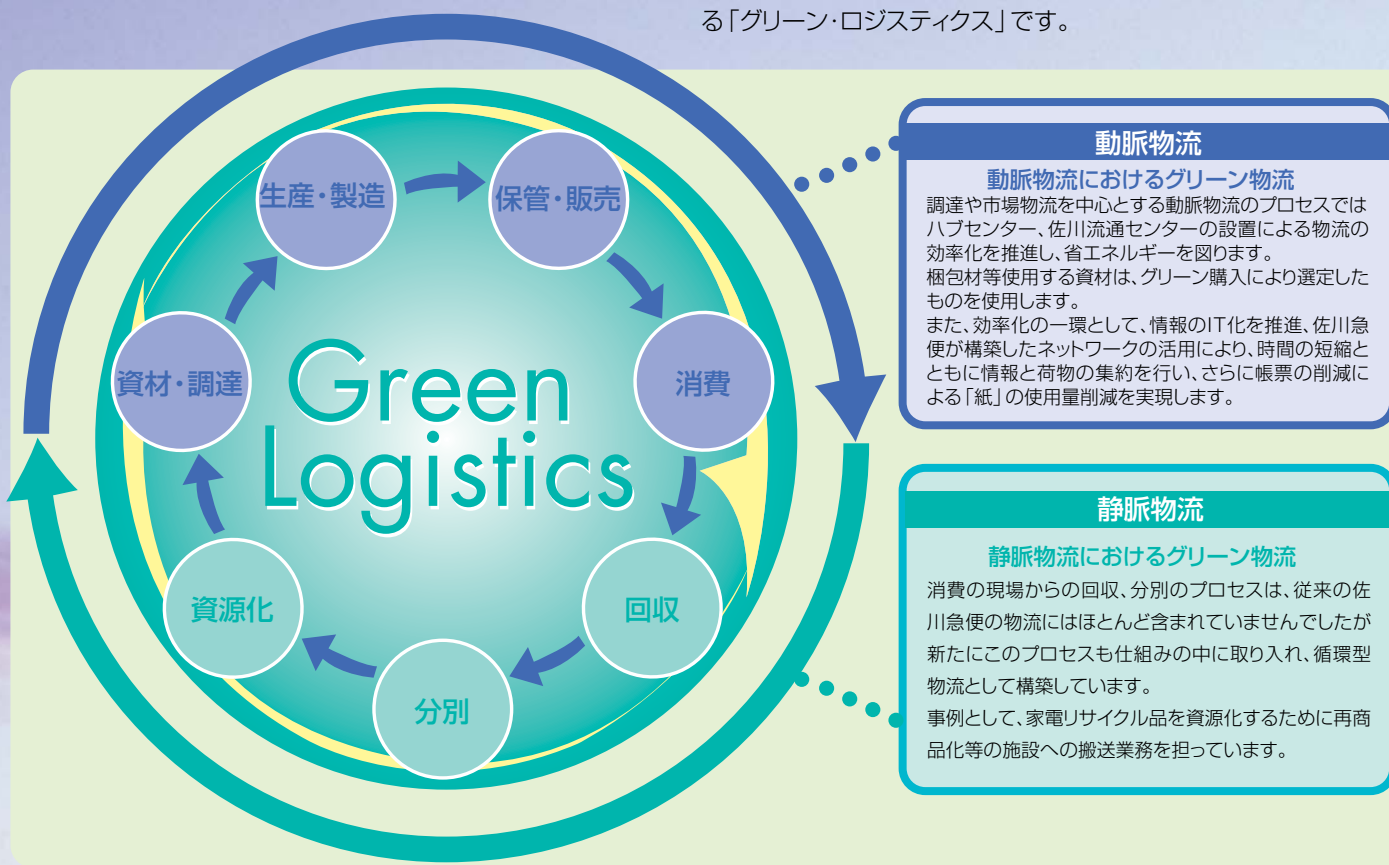 る「グリーン・ロジスティクス」です。
生産・製造
保管・販売
消費
回収
分別
資源化
資材・調達
Green
Logistics
動脈物流
動脈物流におけるグリーン物流
調達や市場物流を中心とする動脈物流のプロセスでは
ハブセンター、佐川流通センターの設置による物流の
効率化を推進し、省エネルギーを図ります。
梱包材等使用する資材は、グリーン購入により選定した
ものを使用します。
また、効率化の一環として、情報のIT化を推進、佐川急
便が構築したネットワークの活用により、時間の短縮と
ともに情報と荷物の集約を行い、さらに帳票の削減に
よる「紙」の使用量削減を実現します。
静脈物流
静脈物流におけるグリーン物流
消費の現場からの回収、分別のプロセスは、従来の佐
川急便の物流にはほとんど含まれていませんでしたが
新たにこのプロセスも仕組みの中に取り入れ、循環型
物流として構築しています。
事例として、家電リサイクル品を資源化するために再商
品化等の施設への搬送業務を担っています。